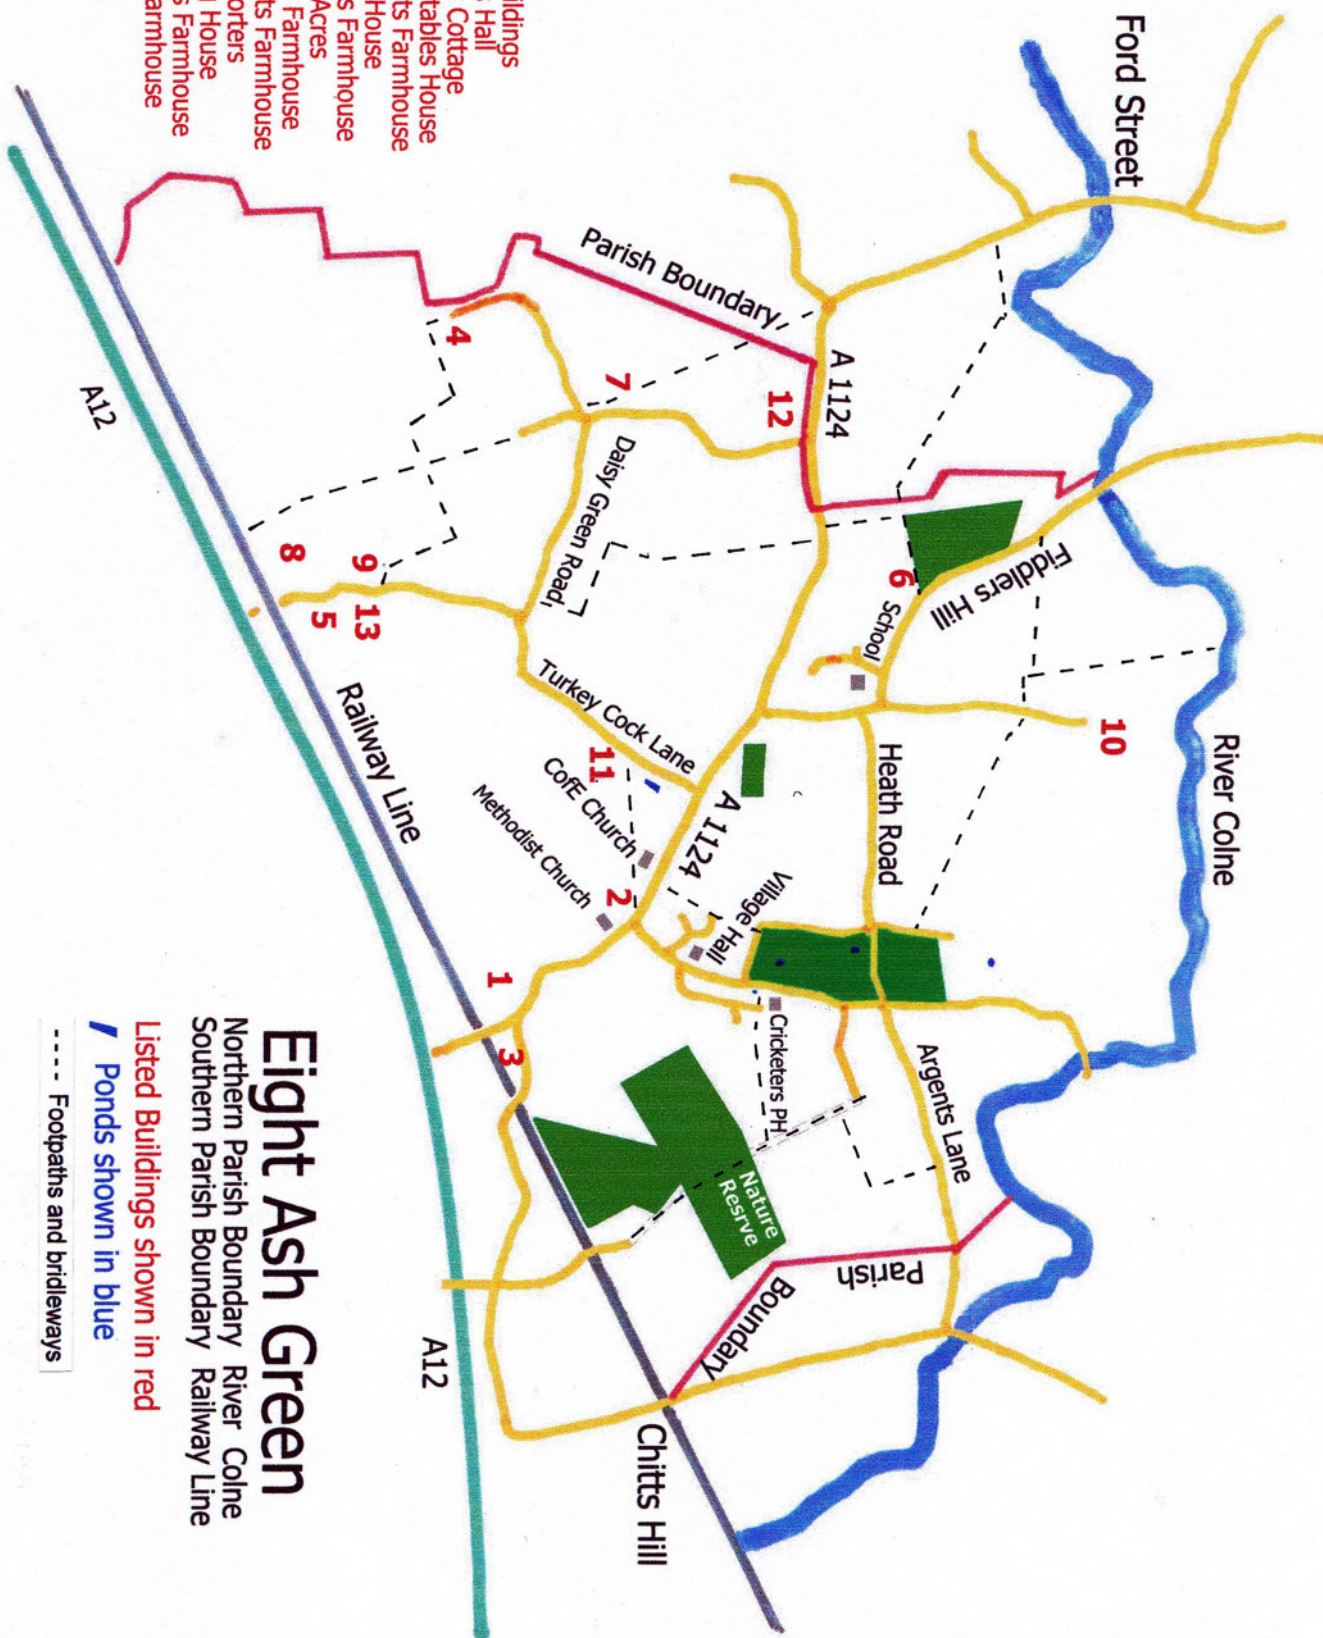 Ford Street
River Colne
Parish Boundary
A 1124
12
Fiddlers Hill
6
School
10
Heath Road
4
7
Daisy Green Road
Turkey Cock Lane
11
CofE Church
Methodist Church
A 1124
2
Village Hall
Cricketers PH
Argents Lane
Nature
Resrve
Parish
Boundary
Chitts Hill
8
9
5
13
Railway Line
1
3
A12
A12
Hall
Cottage
tables House
ts Farmhouse
House
s Farmhouse
Acres
Farmhouse
ts Farmhouse
orters
House
s Farmhouse
armhouse
Eight Ash Green
Northern Parish Boundary River Colne
Southern Parish Boundary Railway Line
Listed Buildings shown in red
Ponds shown in blue
---- Footpaths and bridleways